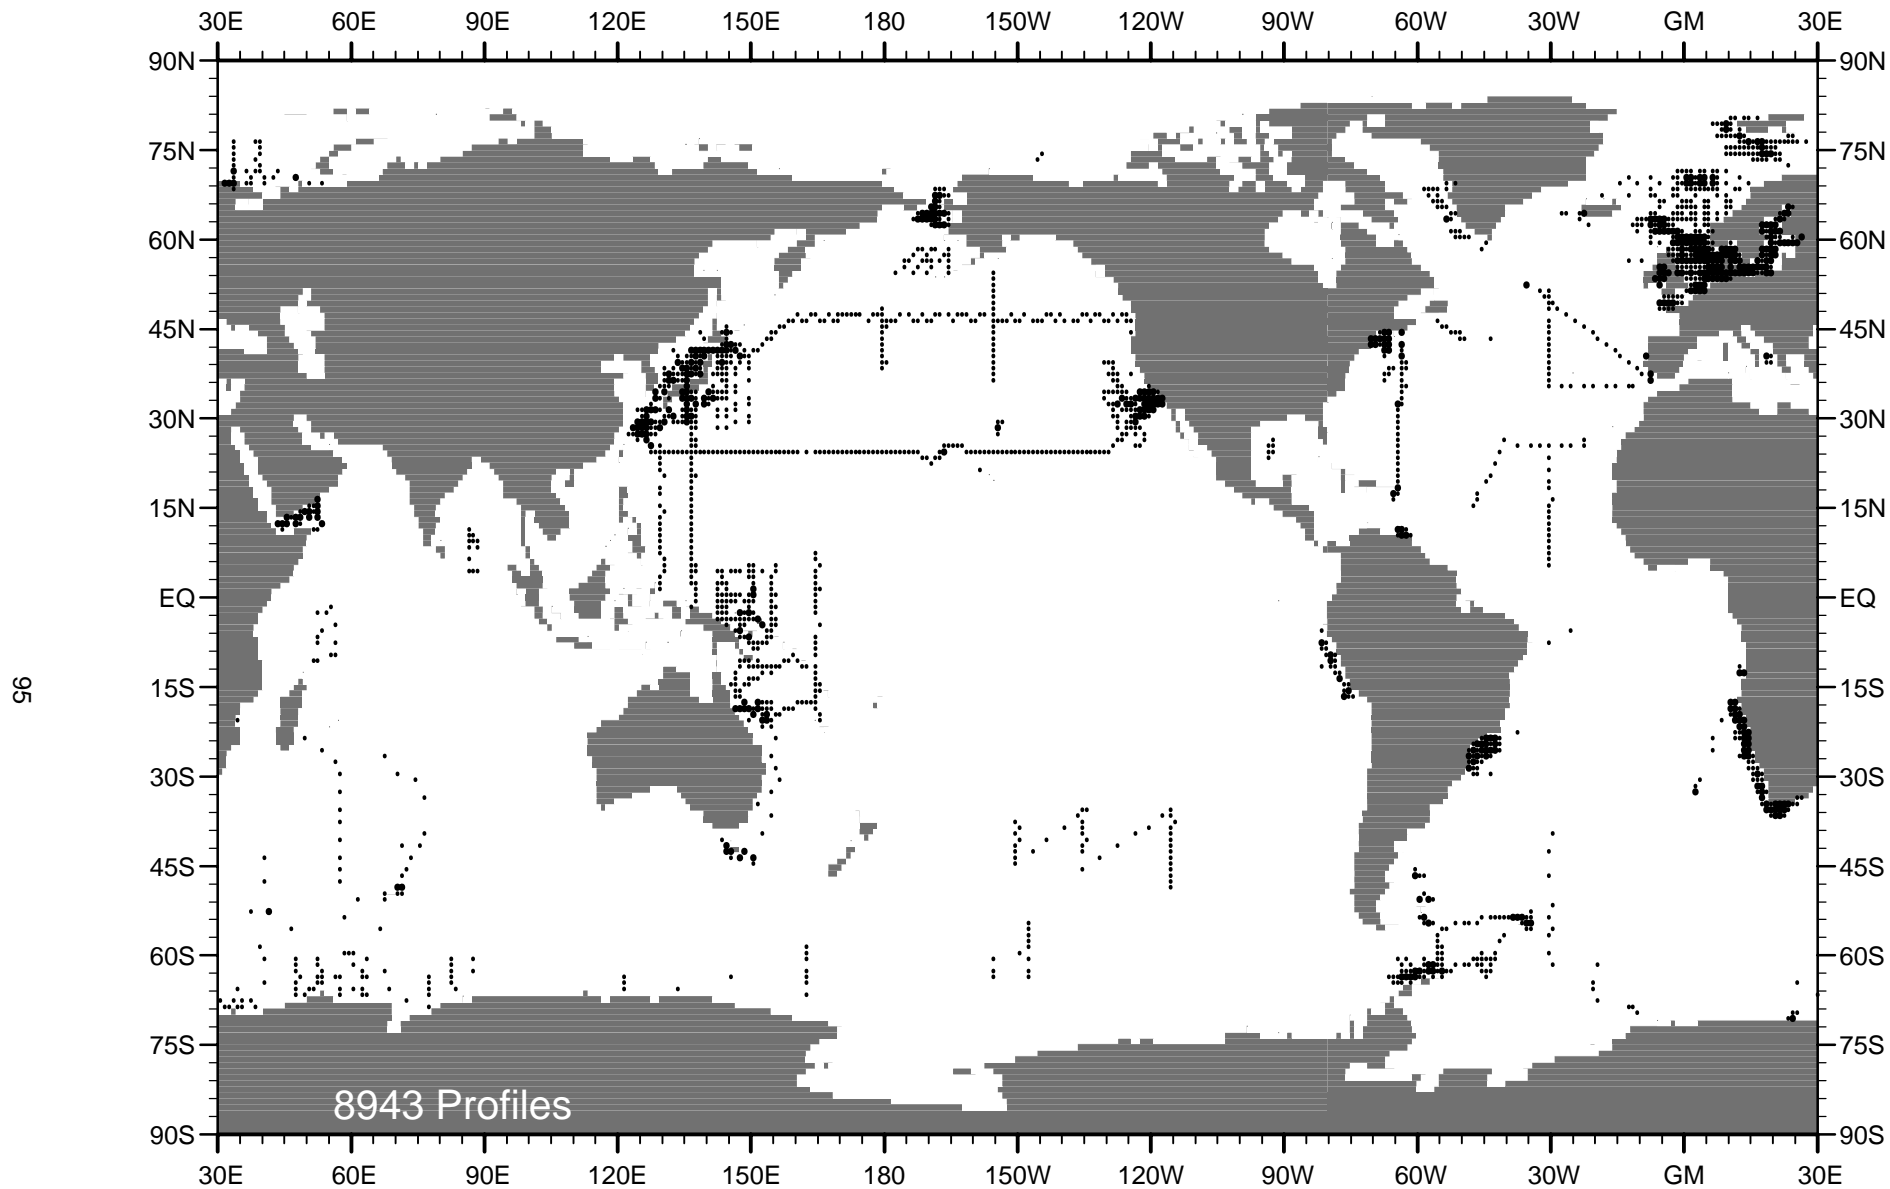 30E 60E 90E 120E 150E 180 150W 120W 90W 60W 30W GM 30E
90N 90N
75N 75N
60N 60N
45N 45N
30N 30N
15N 15N
EQ EQ
95
15S 15S
30S 30S
45S 45S
60S 60S
75S 75S
8943 Profiles
90S 90S
30E 60E 90E 120E 150E 180 150W 120W 90W 60W 30W GM 30E